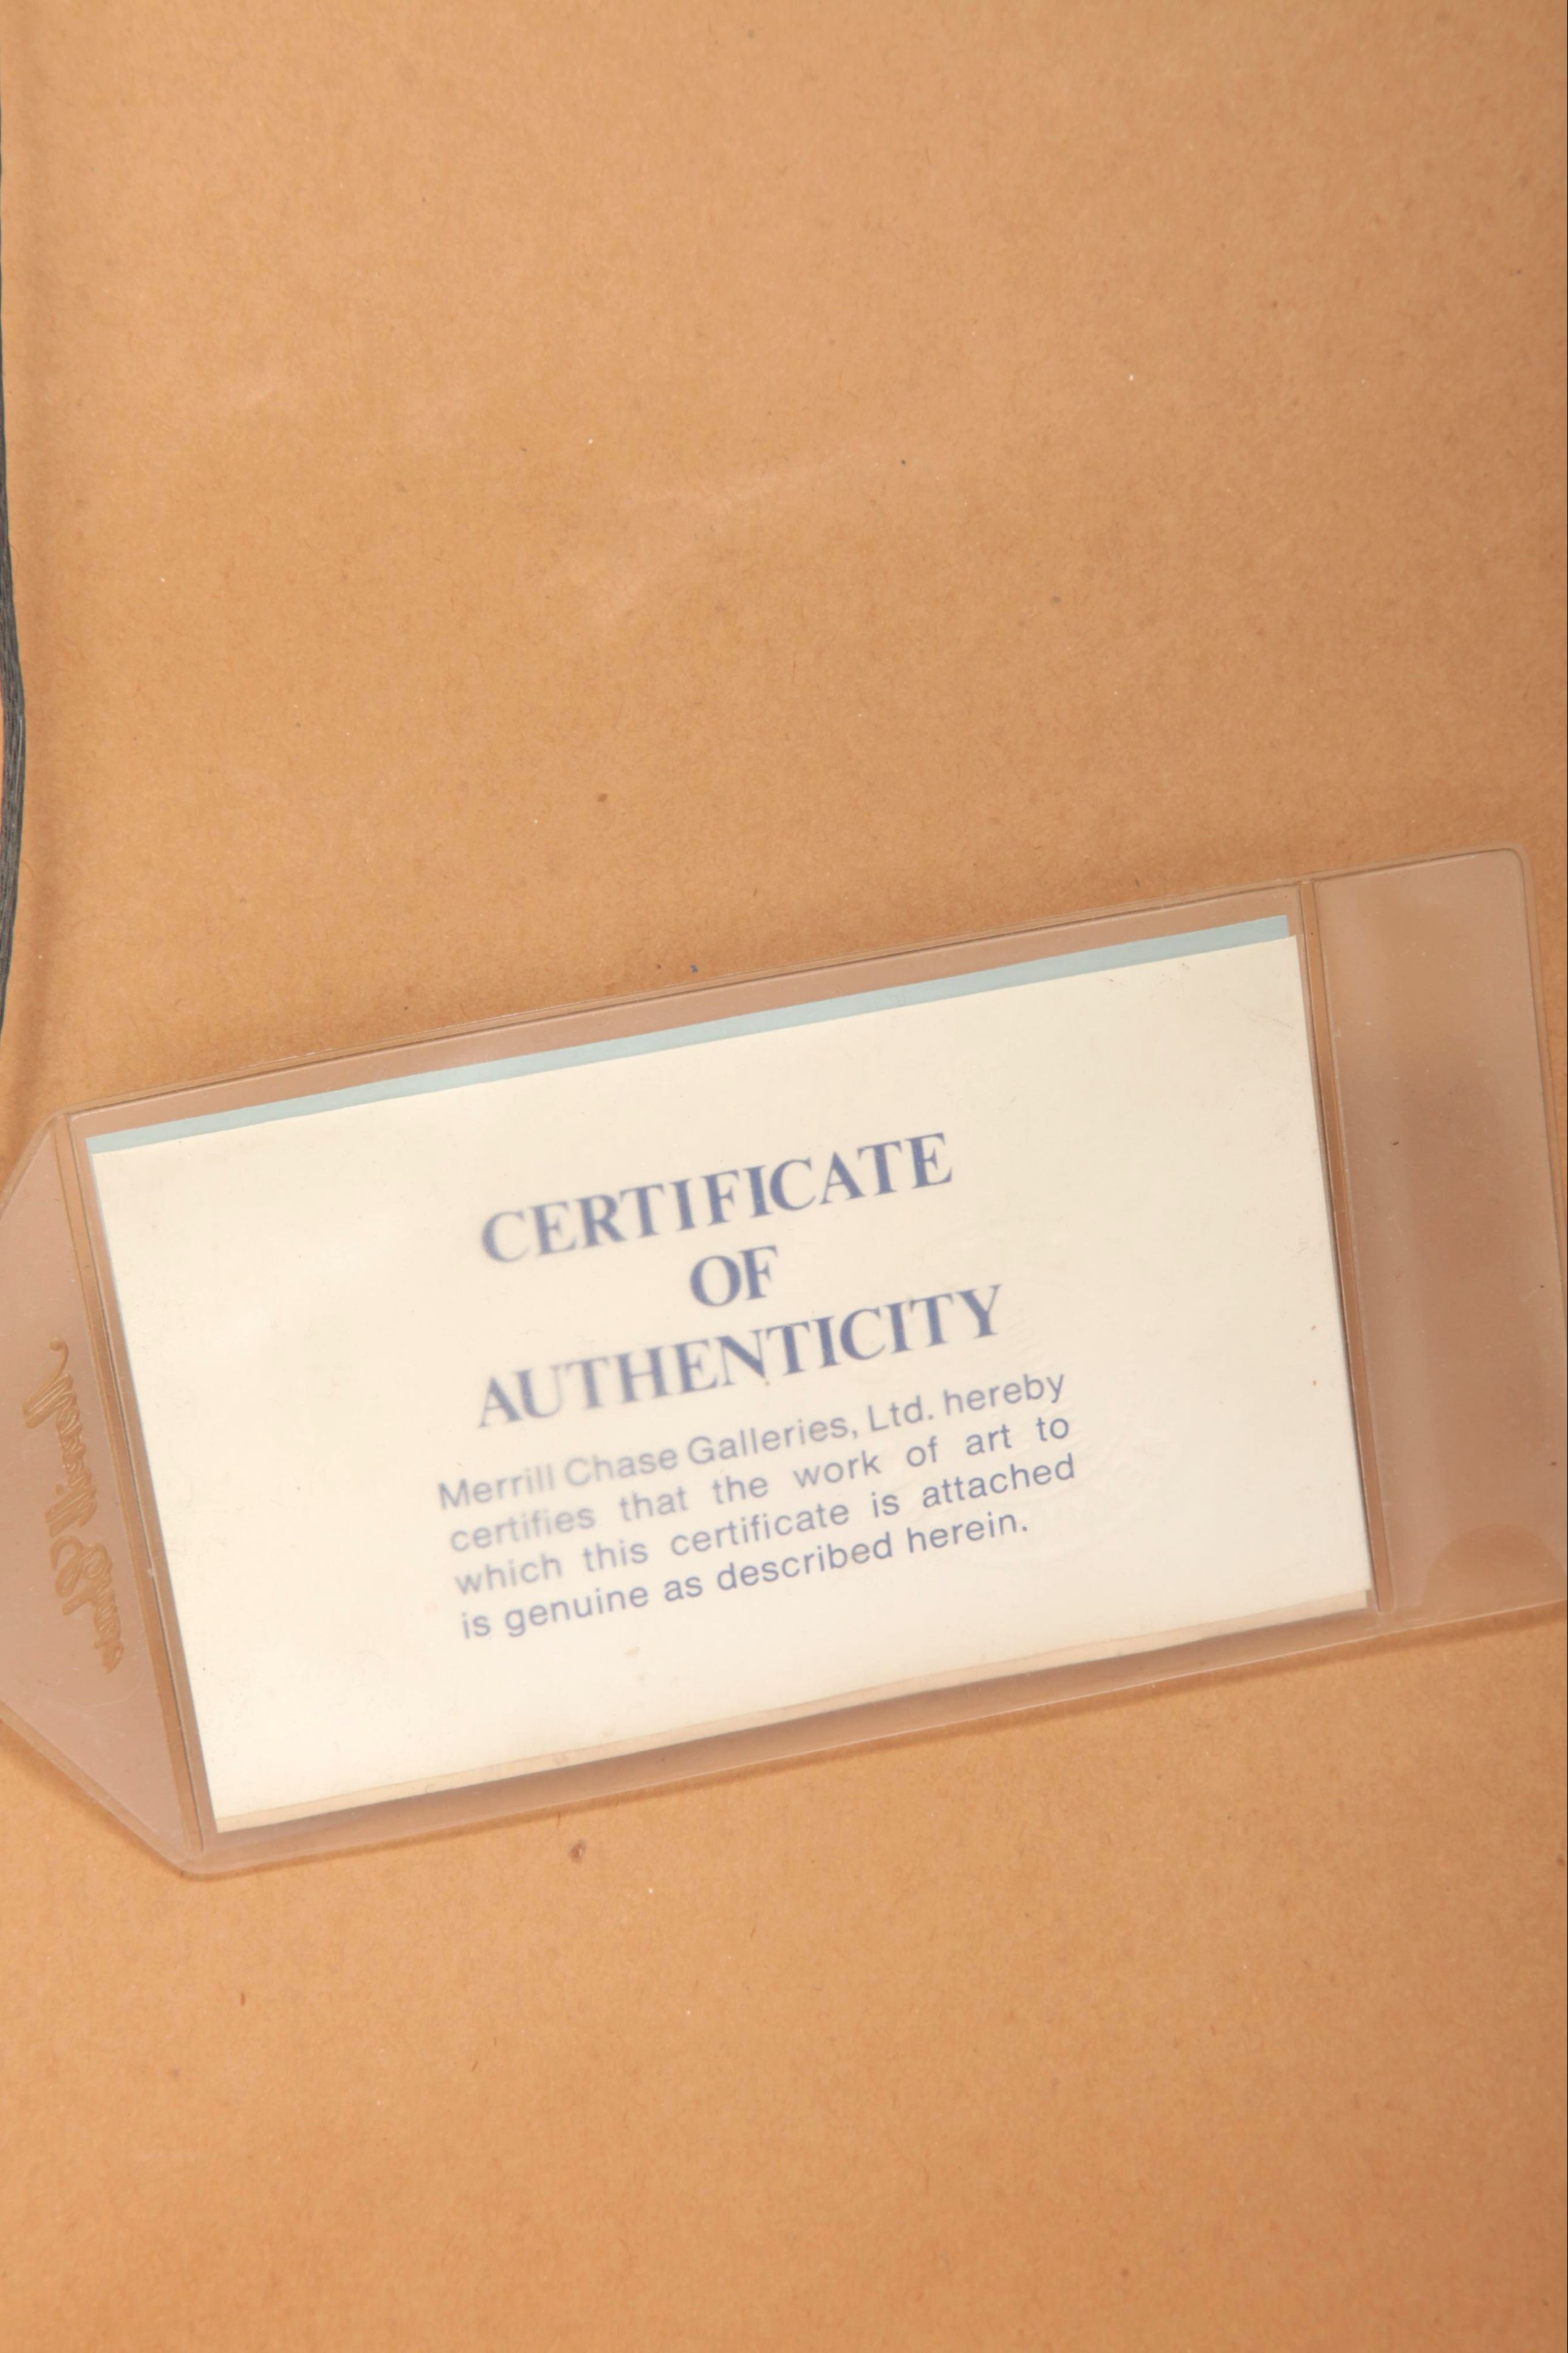 CERTIFICATE
OF
AUTHENTICITY
Merrill Chase Galleries, Ltd. hereby
certifies that the work of art to
which this certificate is attached
is genuine as described herein.